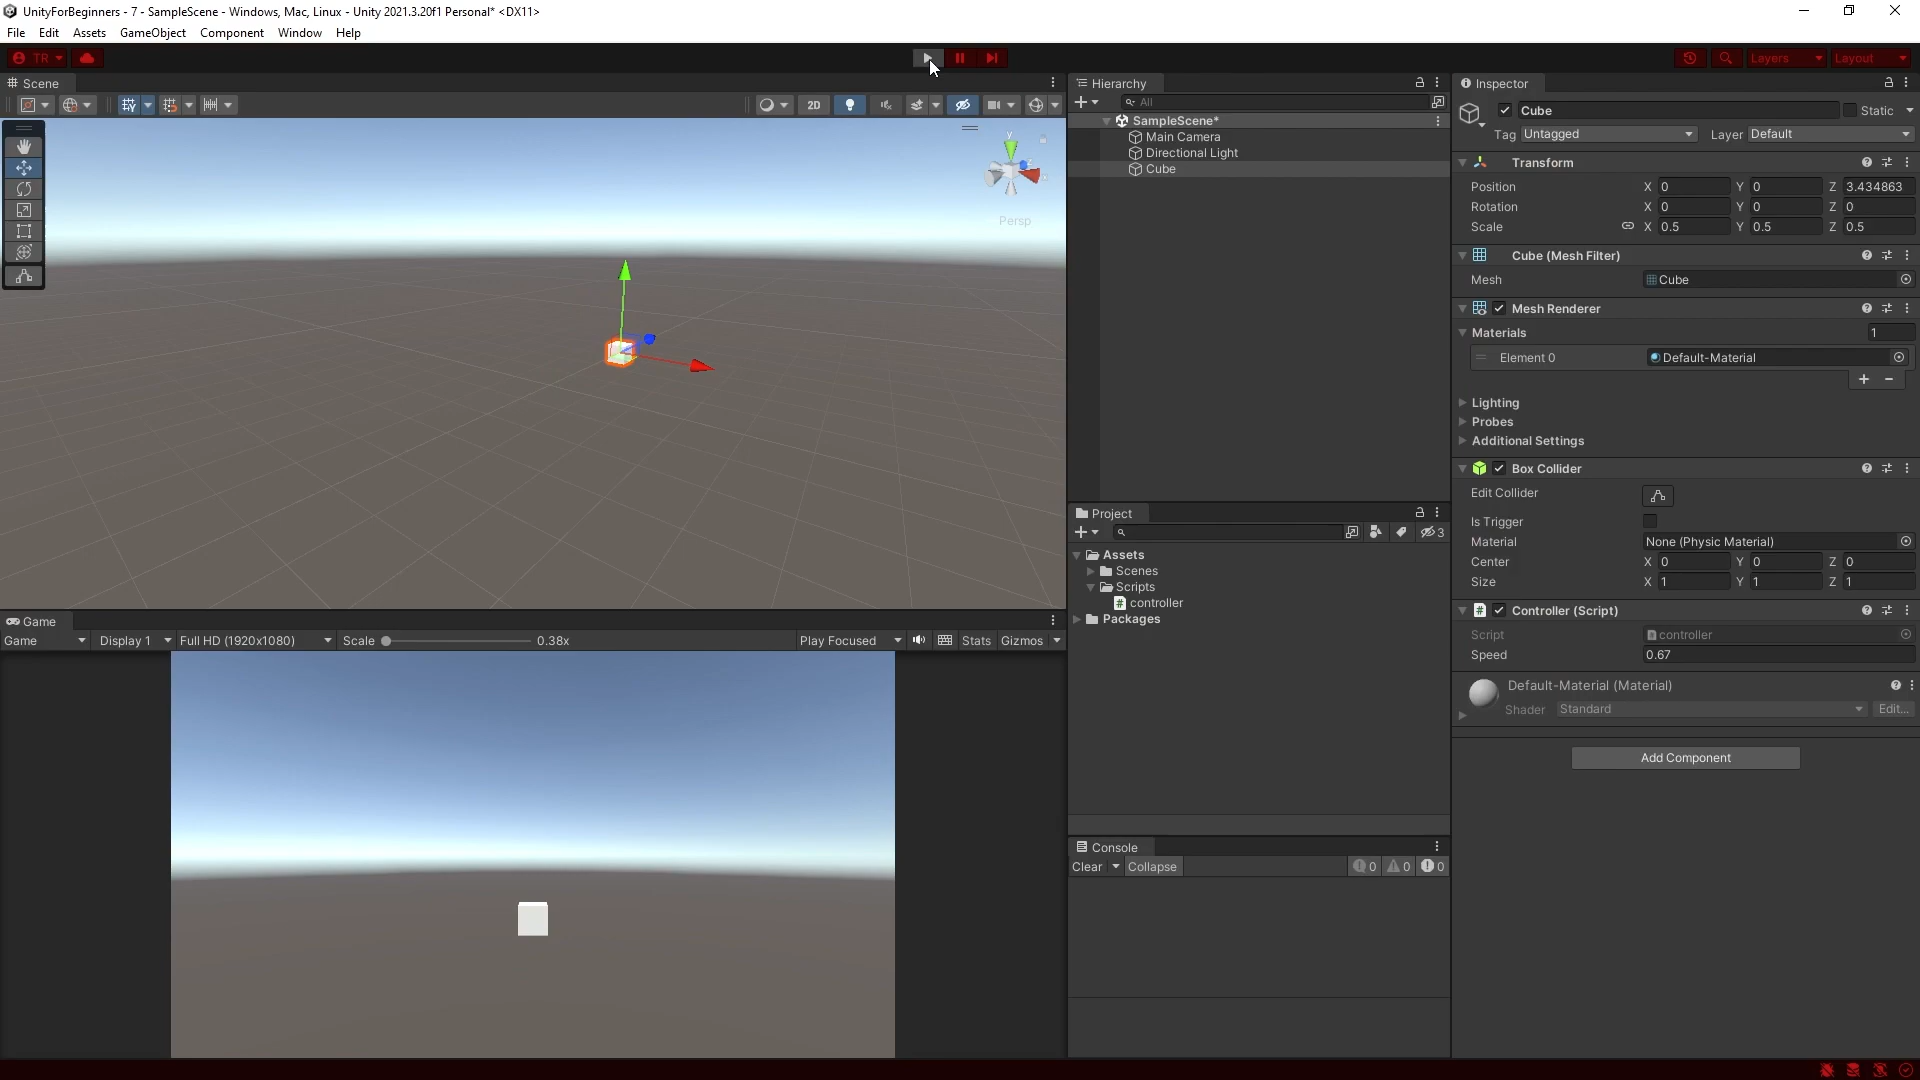 UnityForBeginners - 7 - SampleScene - Windows, Mac, Linux - Unity 2021.3.20f1 Personal* <DX11>
File Edit Assets GameObject Component Window Help
TR Layers Layout
Scene
2D
y
Persp
Hierarchy
All
SampleScene*
Main Camera
Directional Light
Cube
Inspector
Cube Static
Tag Untagged Layer Default
Transform
Position X 0 Y 0 Z 3.434863
Rotation X 0 Y 0 Z 0
Scale X 0.5 Y 0.5 Z 0.5
Cube (Mesh Filter)
Mesh Cube
Mesh Renderer
Materials 1
Element 0 Default-Material
Lighting
Probes
Additional Settings
Box Collider
Edit Collider
Is Trigger
Material None (Physic Material)
Center X 0 Y 0 Z 0
Size X 1 Y 1 Z 1
Controller (Script)
Script controller
Speed 0.67
Default-Material (Material)
Shader Standard Edit...
Add Component
Project
3
Assets
Scenes
Scripts
controller
Packages
Game
Game Display 1 Full HD (1920x1080) Scale 0.38x Play Focused Stats Gizmos
Console
Clear Collapse 0 0 0